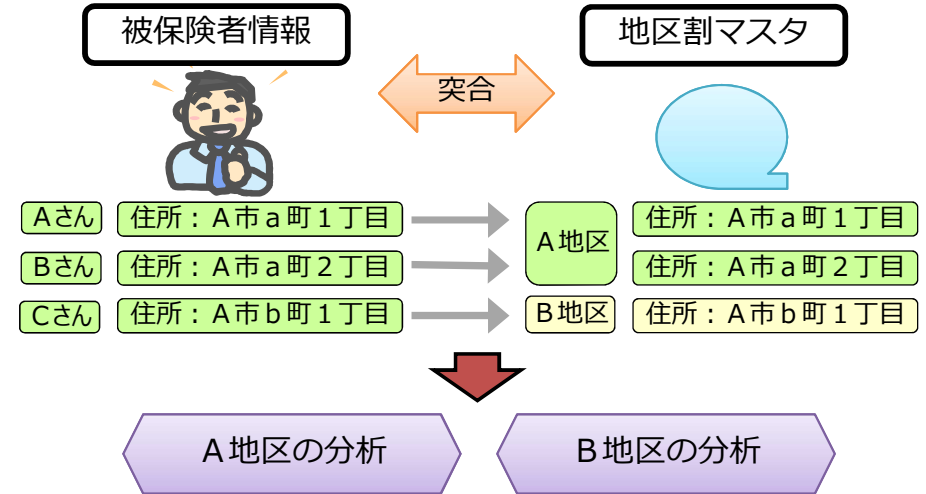 被保険者情報
地区割マスタ
突合
Aさん
住所：A市a町1丁目
A地区
住所：A市a町1丁目
Bさん
住所：A市a町2丁目
住所：A市a町2丁目
Cさん
住所：A市b町1丁目
B地区
住所：A市b町1丁目
A地区の分析
B地区の分析